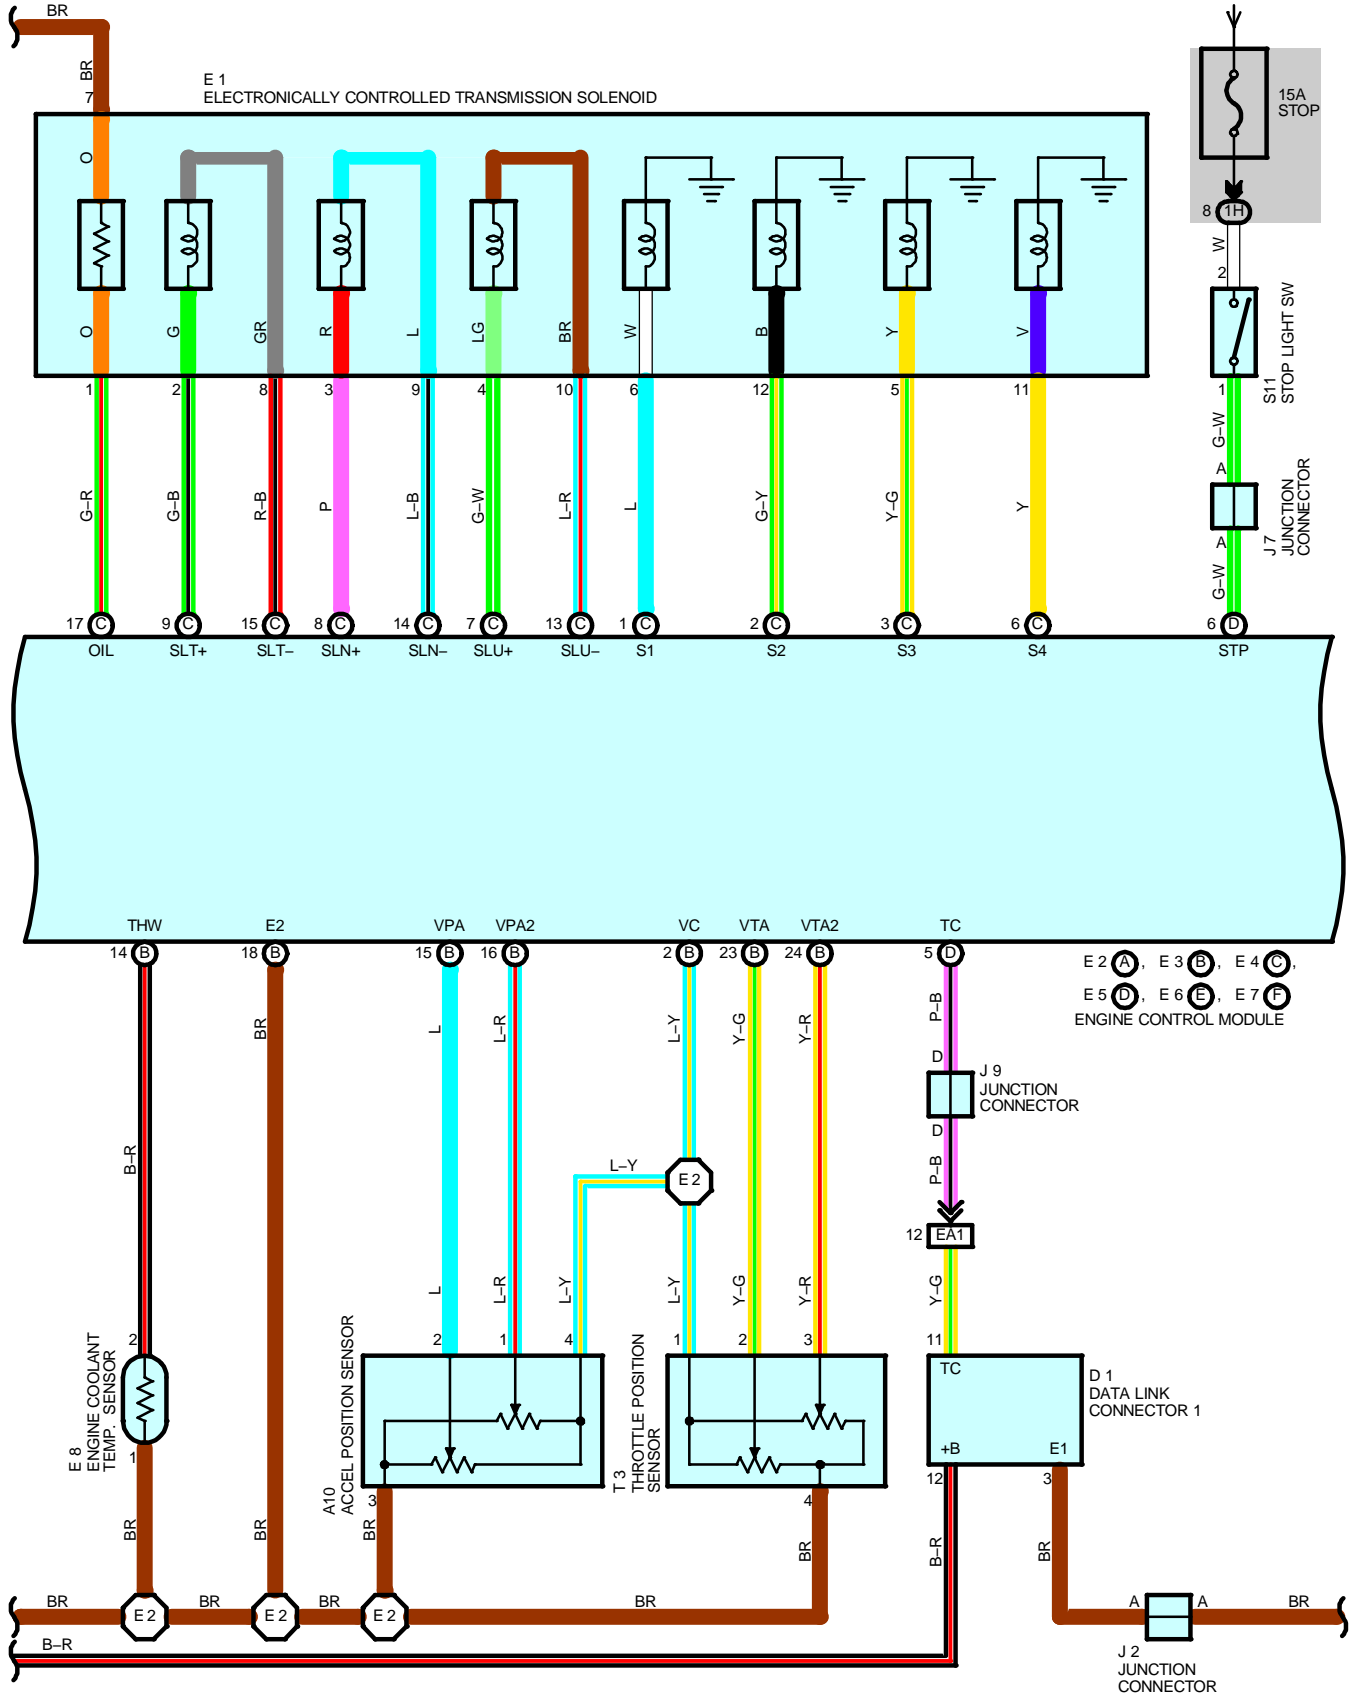 BR
BR
7
E 1
ELECTRONICALLY CONTROLLED TRANSMISSION SOLENOID
15A
STOP
8 1H
W
2
S11
STOP LIGHT SW
1
O
O G GR R L LG BR W B Y V
1 2 8 3 9 4 10 6 12 5 11
G–R G–B R–B P L–B G–W L–R L G–Y Y–G Y
G–W
A
J 7
JUNCTION
CONNECTOR
A
G–W
17 C 9 C 15 C 8 C 14 C 7 C 13 C 1 C 2 C 3 C 6 C 6 D
OIL SLT+ SLT– SLN+ SLN– SLU+ SLU– S1 S2 S3 S4 STP
THW E2 VPA VPA2 VC VTA VTA2 TC
14 B 18 B 15 B 16 B 2 B 23 B 24 B 5 D
E 2 A , E 3 B , E 4 C ,
E 5 D , E 6 E , E 7 F
ENGINE CONTROL MODULE
BR L L–R L–Y Y–G Y–R P–B
D
J 9
JUNCTION
CONNECTOR
D
P–B
B–R
L–Y
E 2
12 EA1
L L–R L–Y L–Y Y–G Y–R Y–G
2 2 1 4 1 2 3 11
E 8
ENGINE COOLANT
TEMP. SENSOR
A10
ACCEL POSITION SENSOR
T 3
THROTTLE POSITION
SENSOR
TC
D 1
DATA LINK
CONNECTOR 1
+B E1
1 3 4 12 3
BR BR BR BR B–R BR
BR E 2 BR E 2 BR E 2 BR
A A BR
B–R
J 2
JUNCTION
CONNECTOR